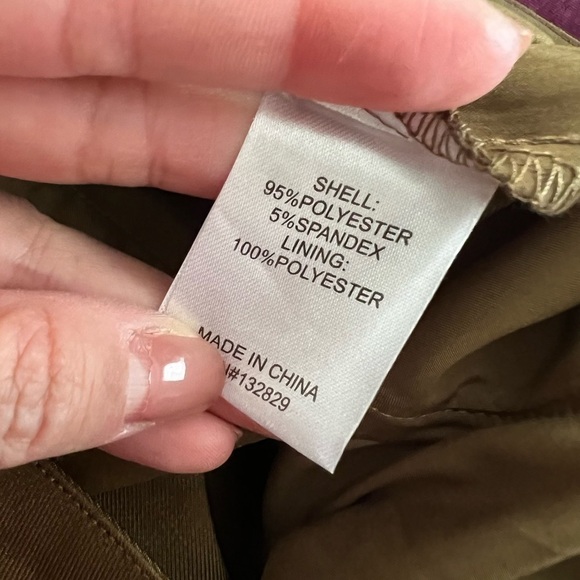 SHELL:
95%POLYESTER
5%SPANDEX
LINING:
100%POLYESTER
MADE IN CHINA
#132829